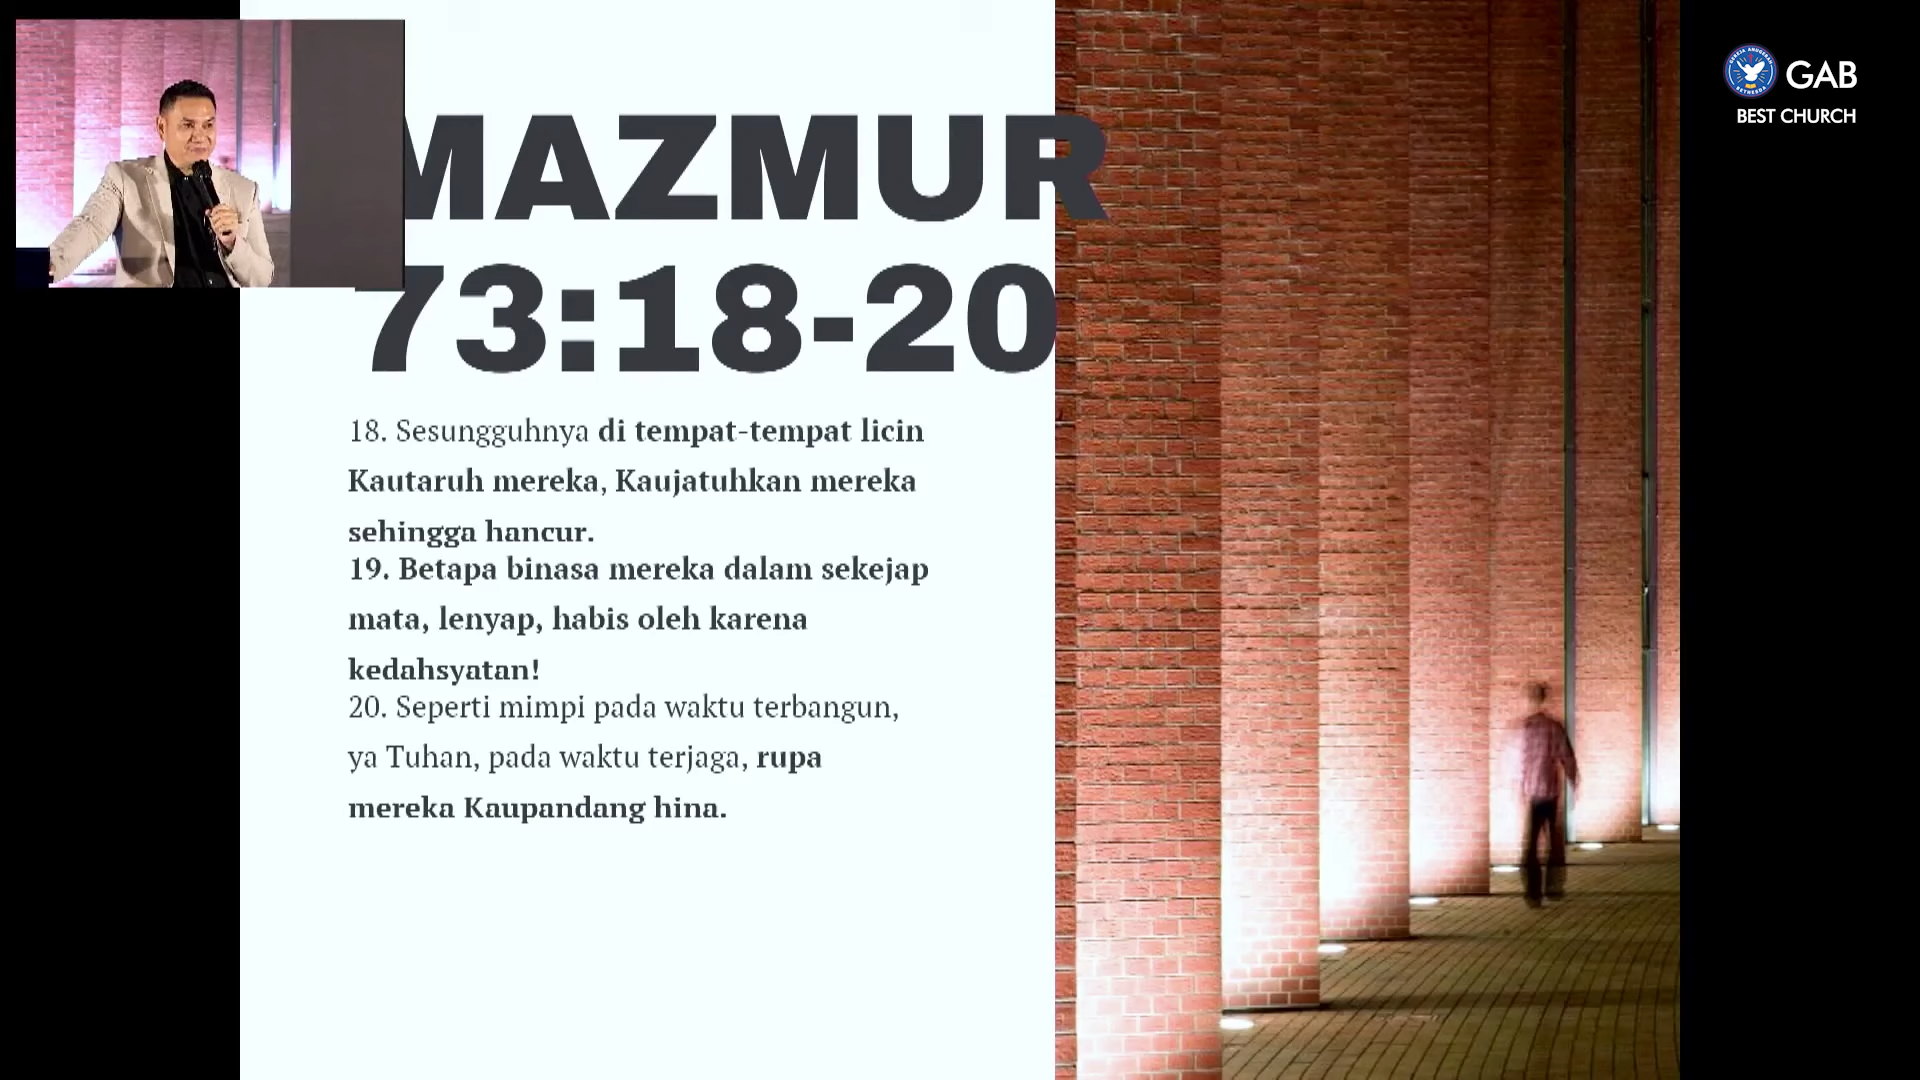 GAB
BEST CHURCH
MAZMUR
73:18-20
18. Sesungguhnya di tempat-tempat licin
Kautaruh mereka, Kaujatuhkan mereka
sehingga hancur.
19. Betapa binasa mereka dalam sekejap
mata, lenyap, habis oleh karena
kedahsyatan!
20. Seperti mimpi pada waktu terbangun,
ya Tuhan, pada waktu terjaga, rupa
mereka Kaupandang hina.